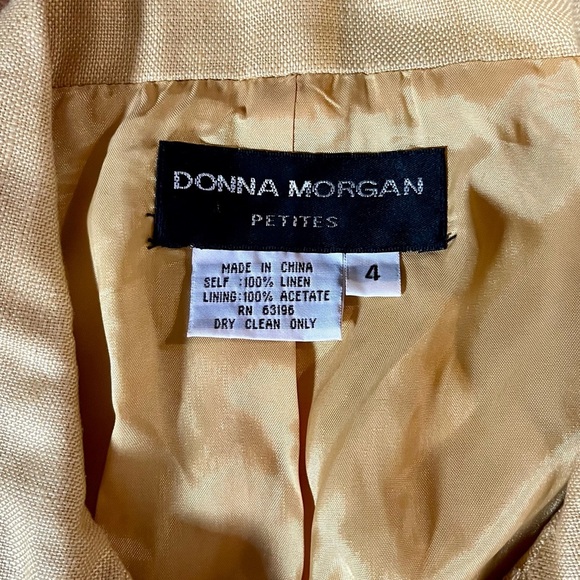 DONNA MORGAN
PETITES
MADE IN CHINA
SELF :100% LINEN
LINING:100% ACETATE
RN 63196
DRY CLEAN ONLY
4